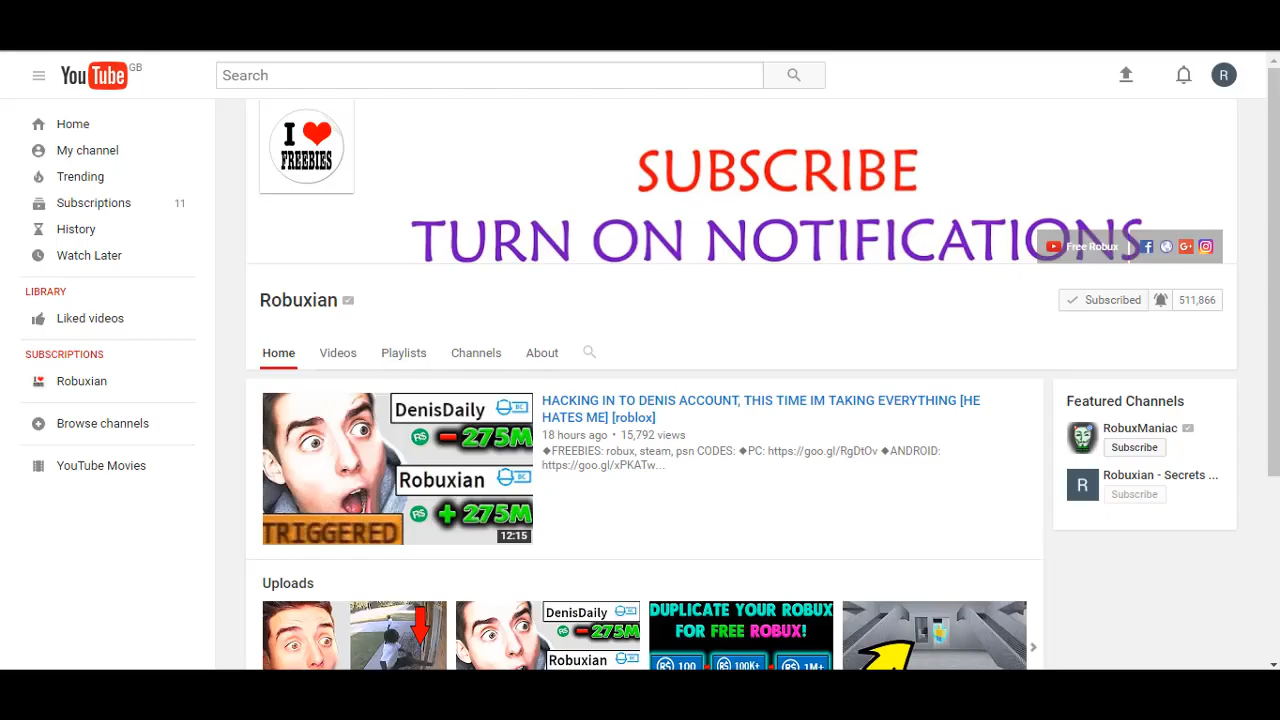 YouTube GB
Search
R
Home
My channel
Trending
Subscriptions 11
History
Watch Later
LIBRARY
Liked videos
SUBSCRIPTIONS
Robuxian
Browse channels
YouTube Movies
I ♥
FREEBIES
SUBSCRIBE
TURN ON NOTIFICATIONS
Free Robux
Robuxian
Subscribed 511,866
Home Videos Playlists Channels About
DenisDaily BC
R$ -275M
Robuxian BC
R$ +275M
TRIGGERED
12:15
HACKING IN TO DENIS ACCOUNT, THIS TIME IM TAKING EVERYTHING [HE
HATES ME] [roblox]
18 hours ago • 15,792 views
◆FREEBIES: robux, steam, psn CODES: ◆PC: https://goo.gl/RgDtOv ◆ANDROID:
https://goo.gl/xPKATw...
Featured Channels
RobuxManiac
Subscribe
R
Robuxian - Secrets ...
Subscribe
Uploads
DenisDaily
-275M
Robuxian
DUPLICATE YOUR ROBUX
FOR FREE ROBUX!
R$ 100 R$ 100K+ R$ 1M+